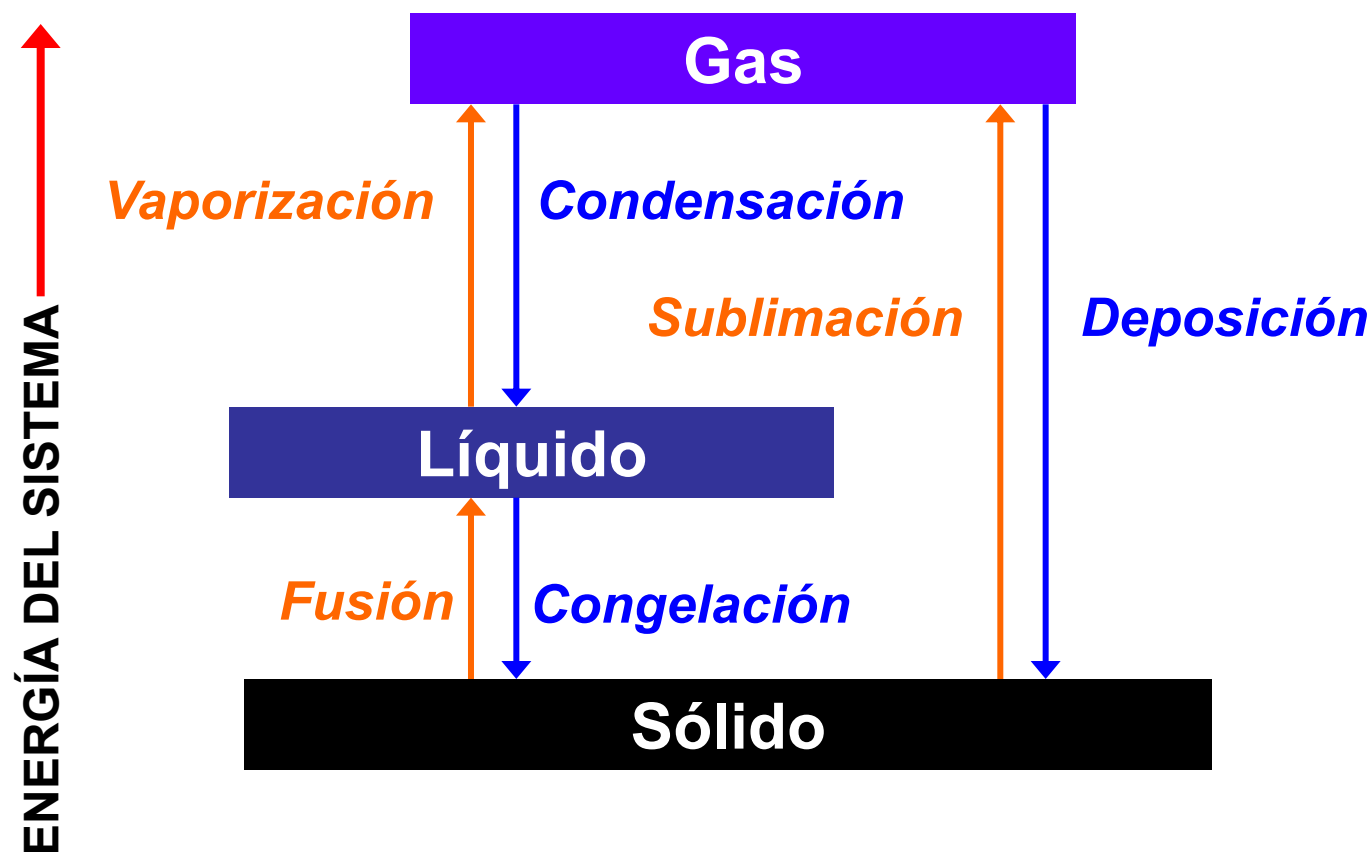 Gas
Vaporización
Condensación
Sublimación
Deposición
Líquido
Fusión
Congelación
Sólido
ENERGÍA DEL SISTEMA